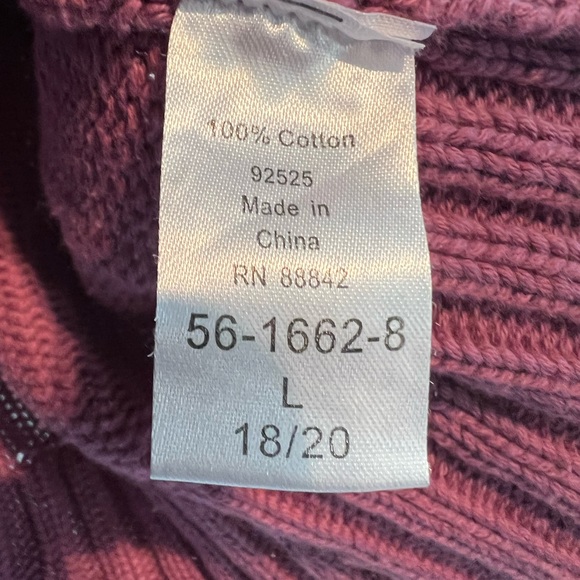 100% Cotton
92525
Made in
China
RN 88842
56-1662-8
L
18/20